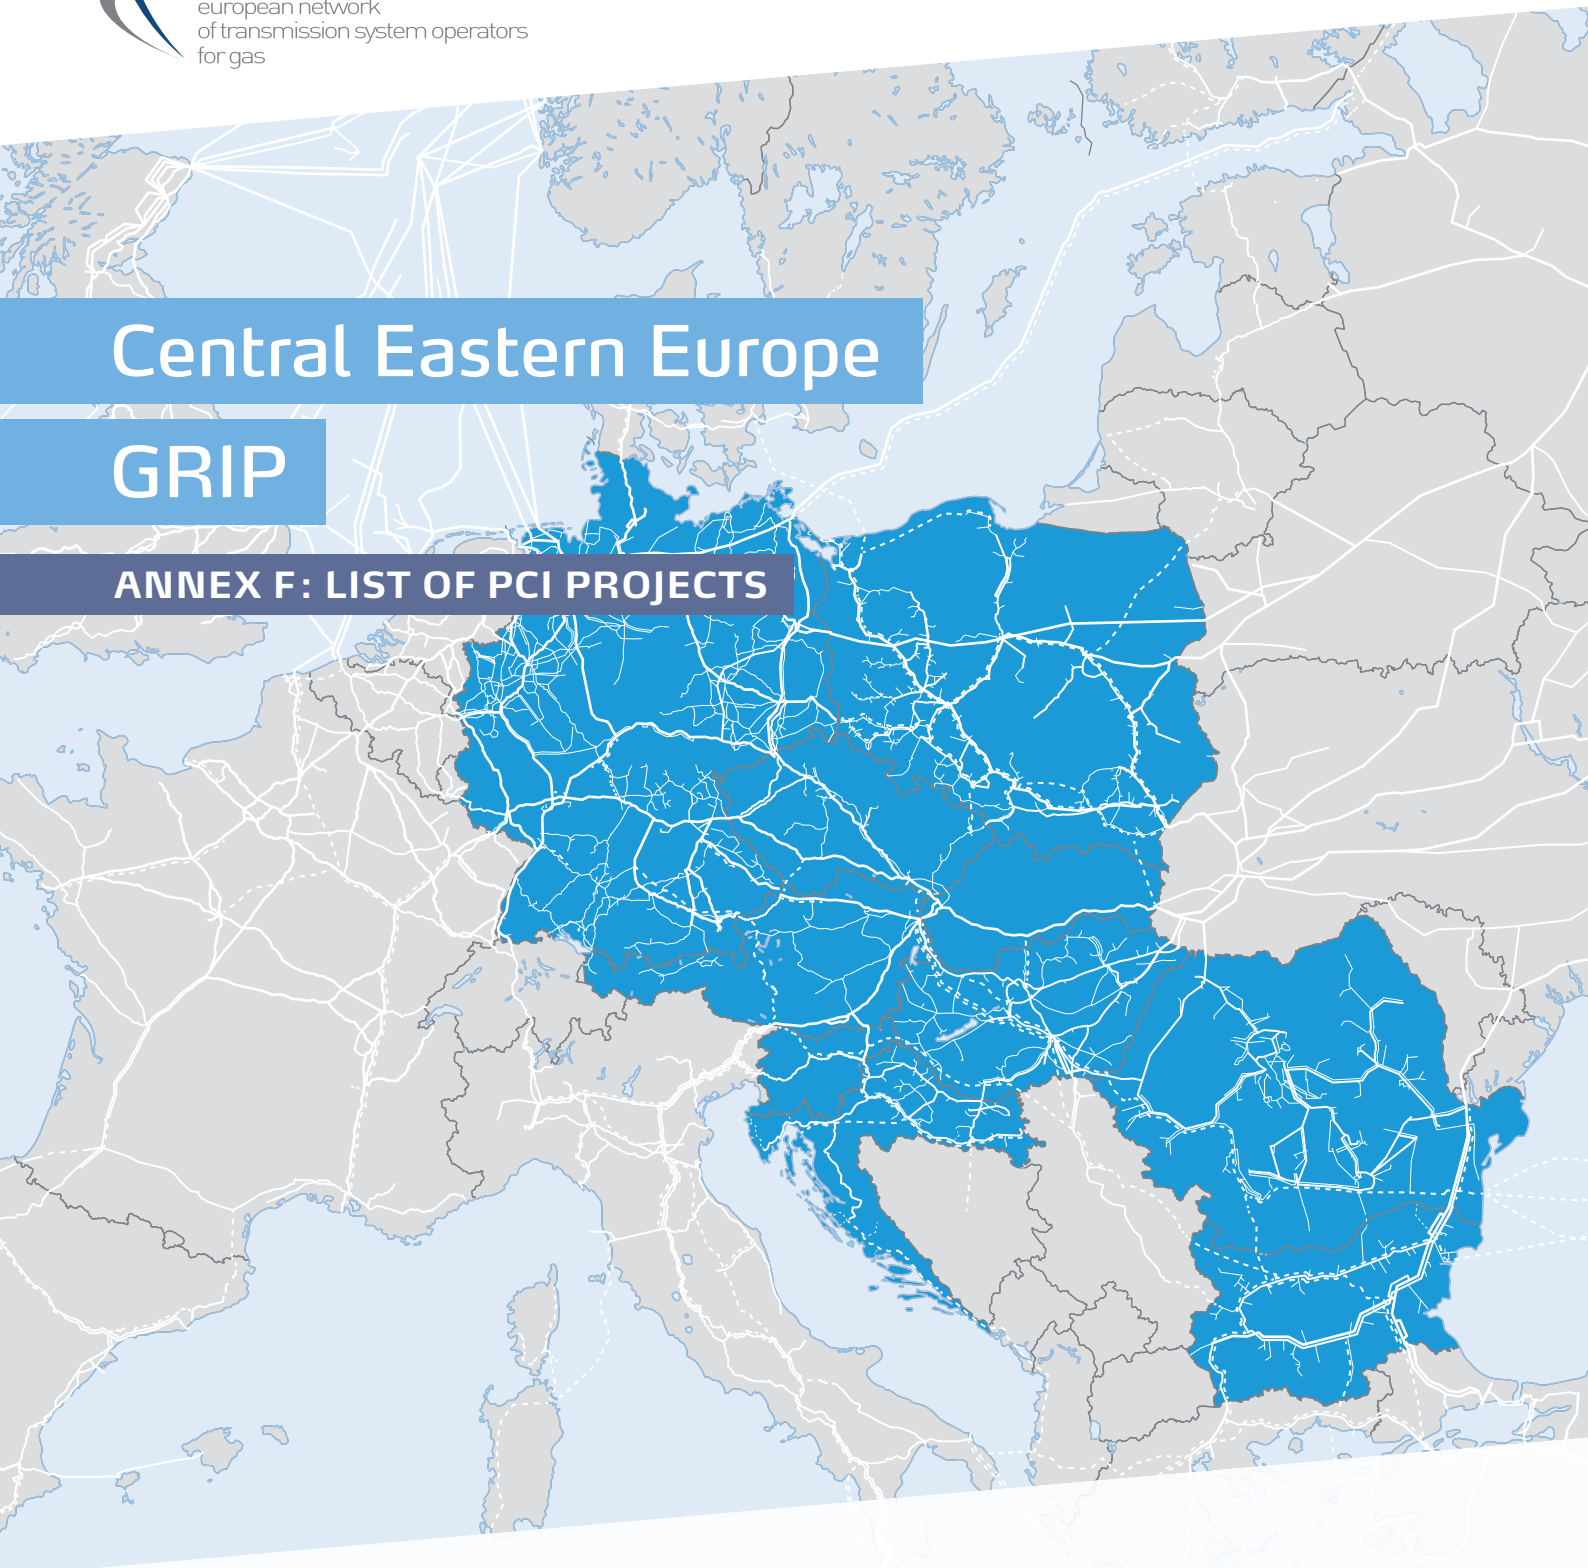 european network
of transmission system operators
for gas
Central Eastern Europe
GRIP
ANNEX F: LIST OF PCI PROJECTS